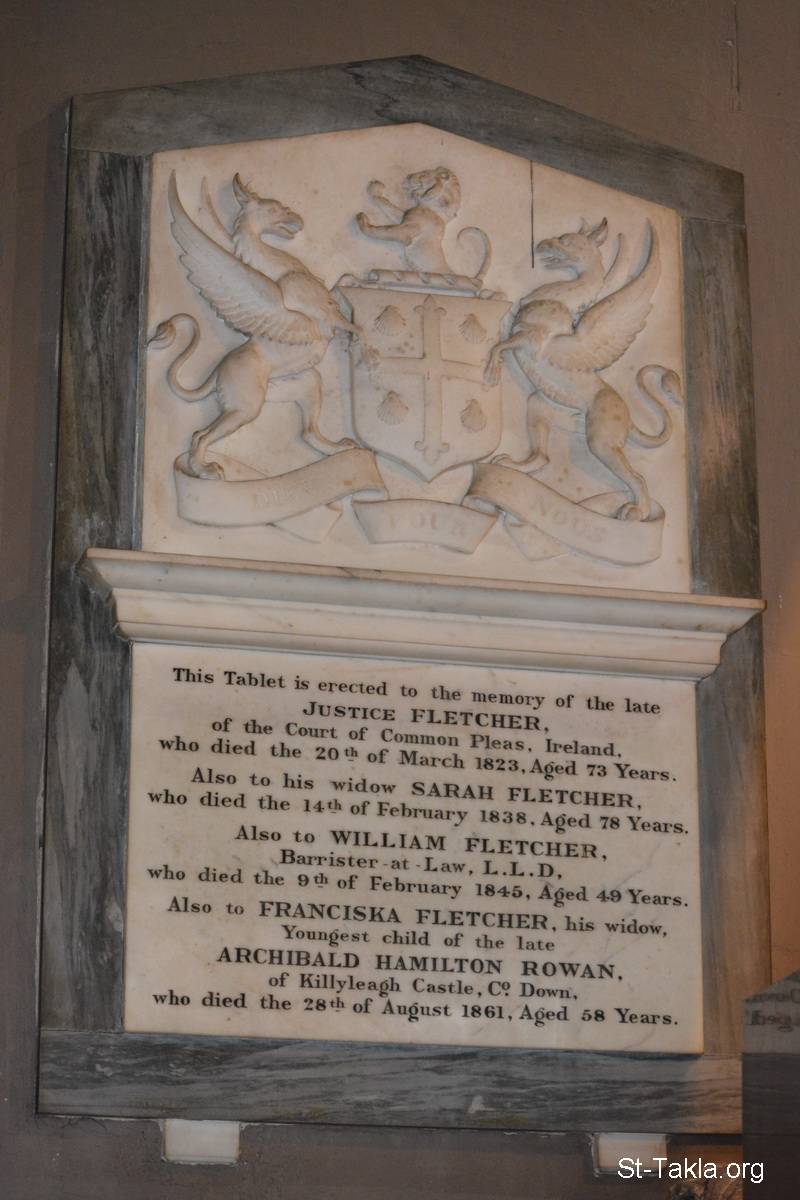 DIEU POUR NOUS
This Tablet is erected to the memory of the late
JUSTICE FLETCHER,
of the Court of Common Pleas, Ireland,
who died the 20th of March 1823, Aged 73 Years.
Also to his widow SARAH FLETCHER,
who died the 14th of February 1838, Aged 78 Years.
Also to WILLIAM FLETCHER,
Barrister-at-Law, L.L.D,
who died the 9th of February 1845, Aged 49 Years.
Also to FRANCISKA FLETCHER, his widow,
Youngest child of the late
ARCHIBALD HAMILTON ROWAN,
of Killyleagh Castle, Co. Down,
who died the 28th of August 1861, Aged 58 Years.
St-Takla.org